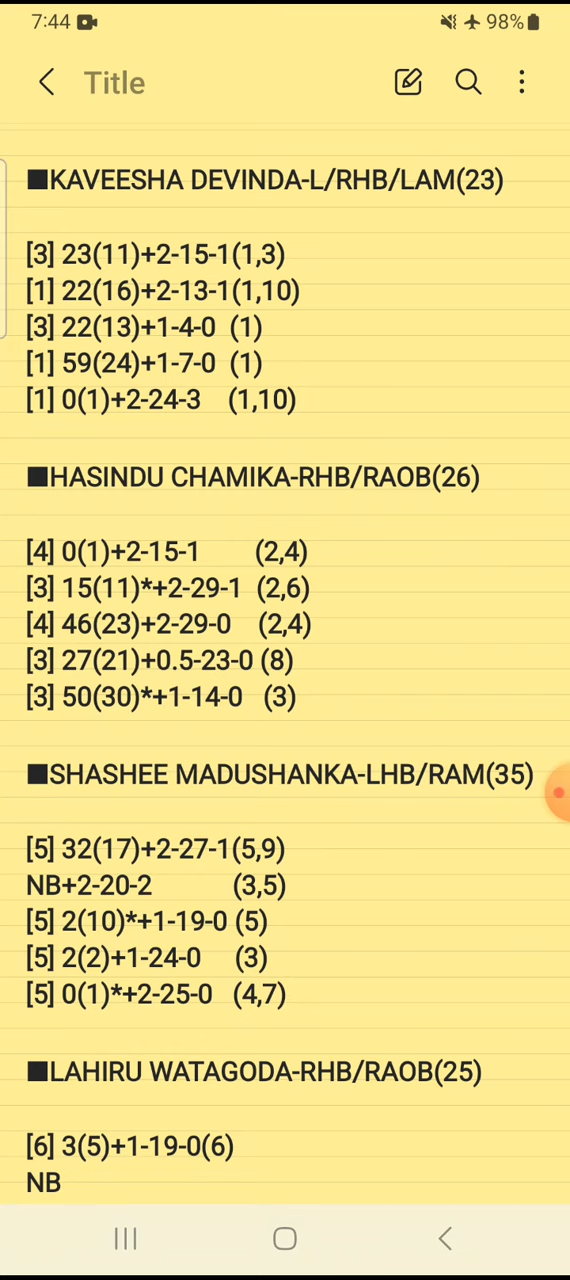 7:44 98%
Title
■KAVEESHA DEVINDA-L/RHB/LAM(23)
[3] 23(11)+2-15-1(1,3)
[1] 22(16)+2-13-1(1,10)
[3] 22(13)+1-4-0 (1)
[1] 59(24)+1-7-0 (1)
[1] 0(1)+2-24-3 (1,10)
■HASINDU CHAMIKA-RHB/RAOB(26)
[4] 0(1)+2-15-1 (2,4)
[3] 15(11)*+2-29-1 (2,6)
[4] 46(23)+2-29-0 (2,4)
[3] 27(21)+0.5-23-0 (8)
[3] 50(30)*+1-14-0 (3)
■SHASHEE MADUSHANKA-LHB/RAM(35)
[5] 32(17)+2-27-1(5,9)
NB+2-20-2 (3,5)
[5] 2(10)*+1-19-0 (5)
[5] 2(2)+1-24-0 (3)
[5] 0(1)*+2-25-0 (4,7)
■LAHIRU WATAGODA-RHB/RAOB(25)
[6] 3(5)+1-19-0(6)
NB